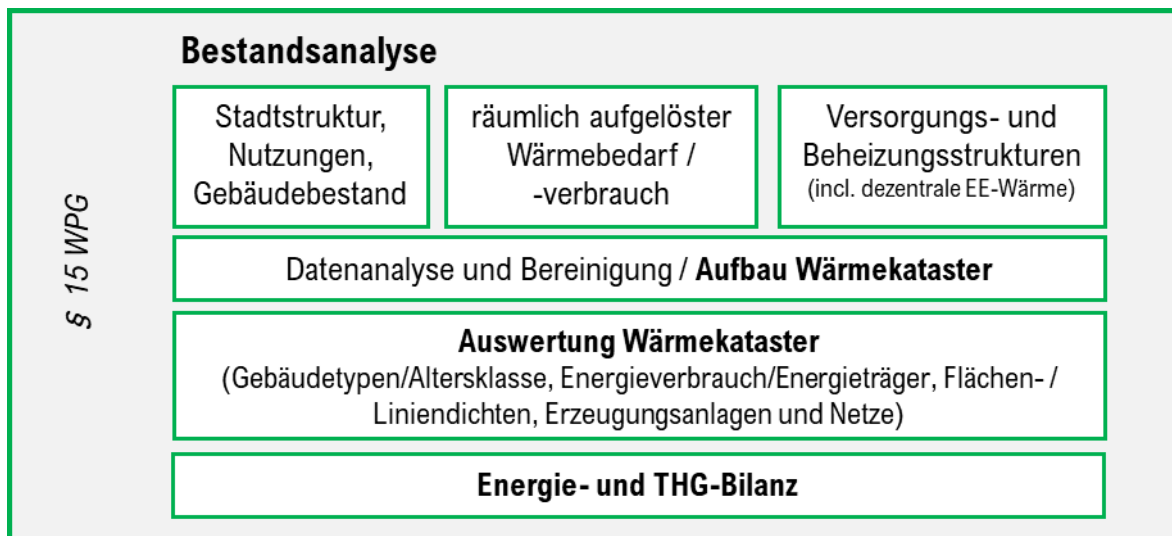 Bestandsanalyse
Stadtstruktur,
Nutzungen,
Gebäudebestand
räumlich aufgelöster
Wärmebedarf /
-verbrauch
Versorgungs- und
Beheizungsstrukturen
(incl. dezentrale EE-Wärme)
§ 15 WPG
Datenanalyse und Bereinigung / Aufbau Wärmekataster
Auswertung Wärmekataster
(Gebäudetypen/Altersklasse, Energieverbrauch/Energieträger, Flächen- /
Liniendichten, Erzeugungsanlagen und Netze)
Energie- und THG-Bilanz